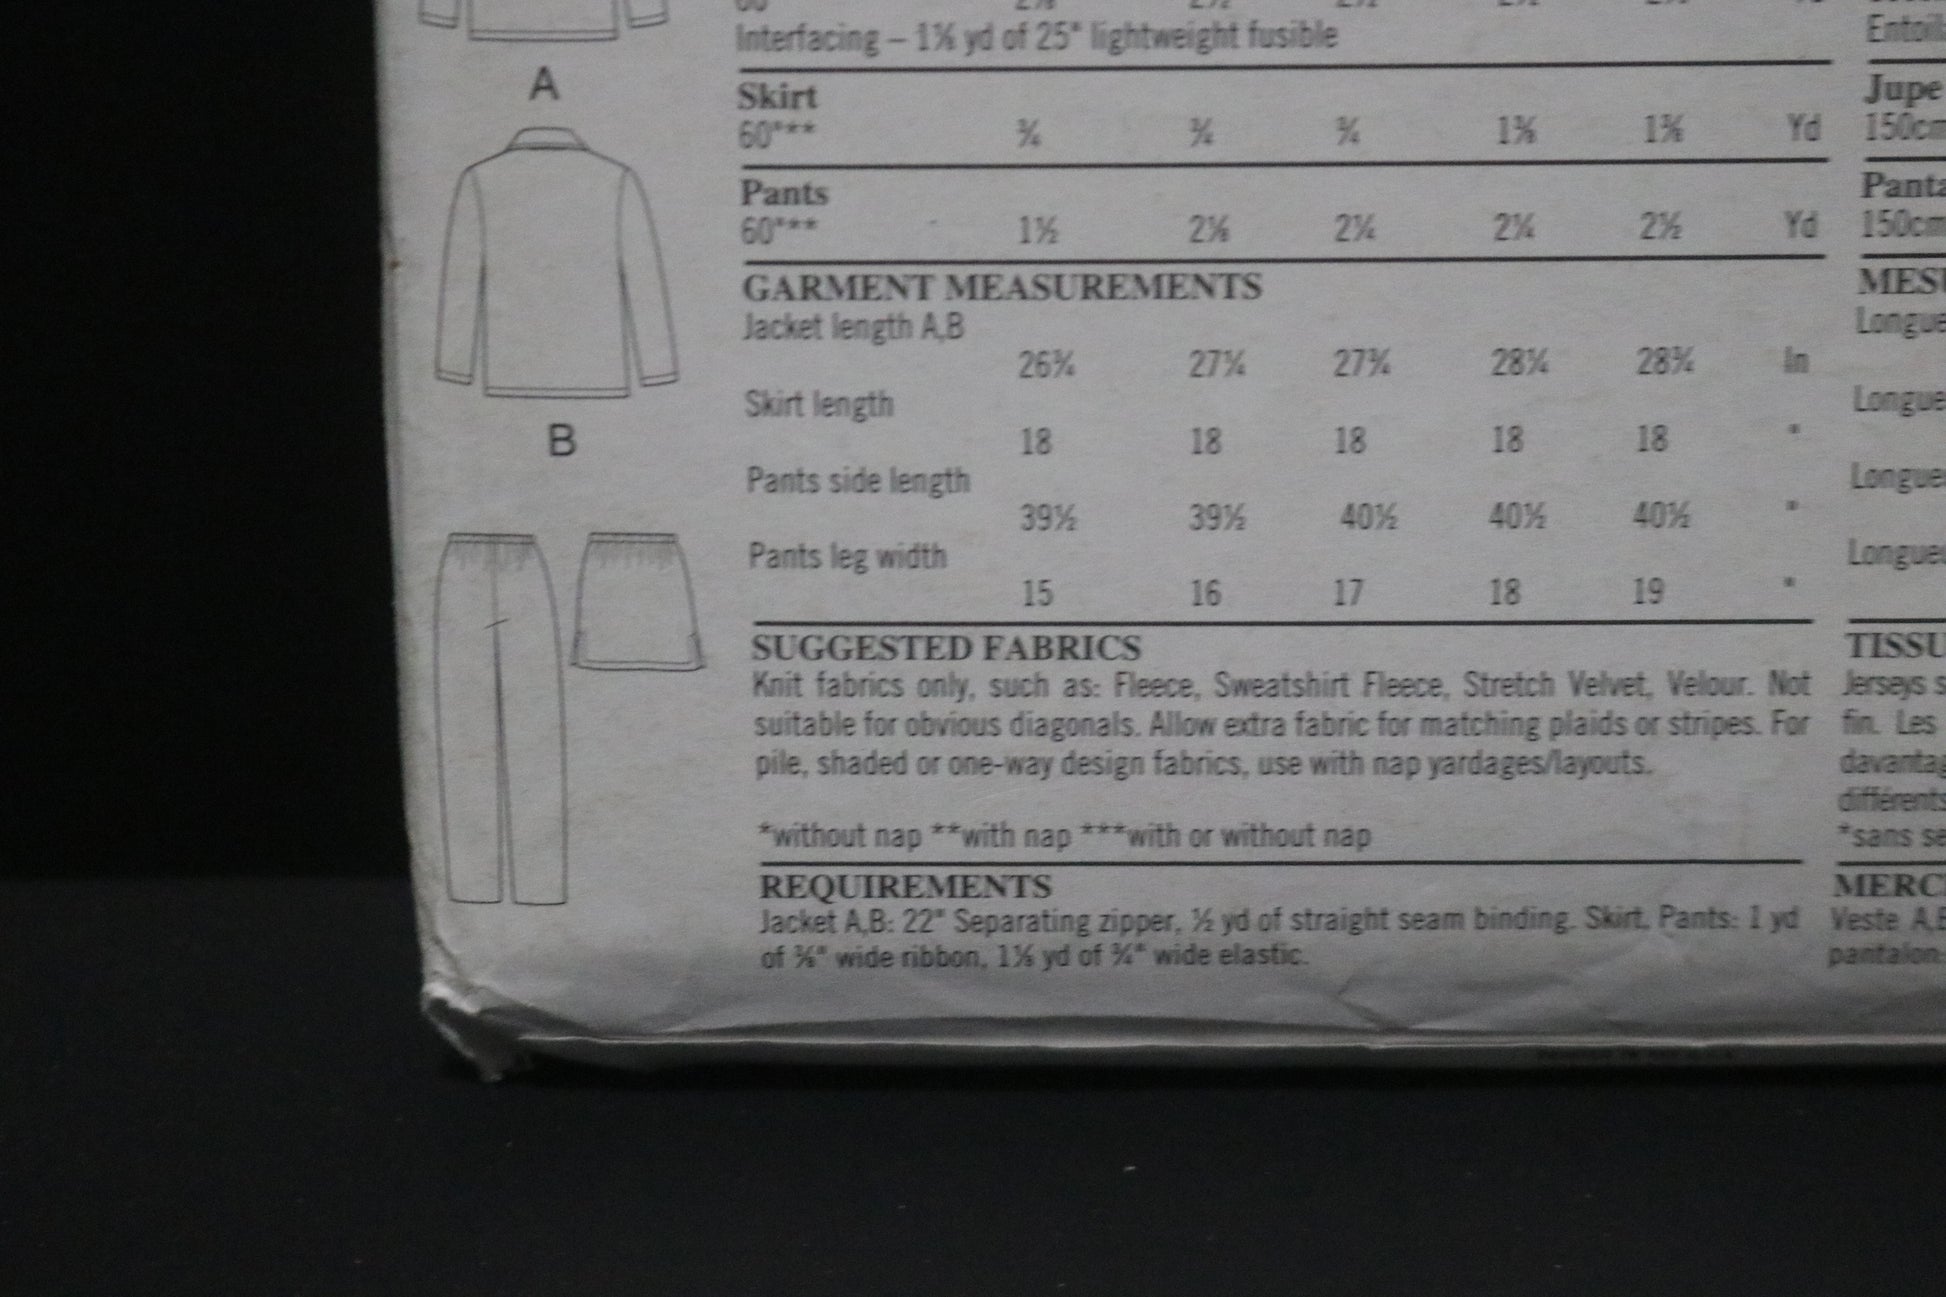 Interfacing – yd of 25" lightweight fusible
A
Skirt
60"** ¾ ¾ ¾ 1⅜ 1⅜ Yd
Pants
60"** 1½ 2⅛ 2¼ 2¼ 2½ Yd
GARMENT MEASUREMENTS
Jacket length A,B
26¾ 27¼ 27¾ 28¼ 28¾ In
Skirt length
18 18 18 18 18 "
B
Pants side length
39½ 39½ 40½ 40½ 40½ "
Pants leg width
15 16 17 18 19 "
SUGGESTED FABRICS
Knit fabrics only, such as: Fleece, Sweatshirt Fleece, Stretch Velvet, Velour. Not
suitable for obvious diagonals. Allow extra fabric for matching plaids or stripes. For
pile, shaded or one-way design fabrics, use with nap yardages/layouts.
*without nap **with nap ***with or without nap
REQUIREMENTS
Jacket A,B: 22" Separating zipper, ½ yd of straight seam binding. Skirt, Pants: 1 yd
of ⅜" wide ribbon, 1⅜ yd of ¾" wide elastic.
Entoil
Jupe
150cm
Panta
150cm
MESU
Longue
Longue
Longue
Longue
TISSU
Jerseys s
fin. Les
davantag
différents
*sans se
MERC
Veste A,B
pantalon